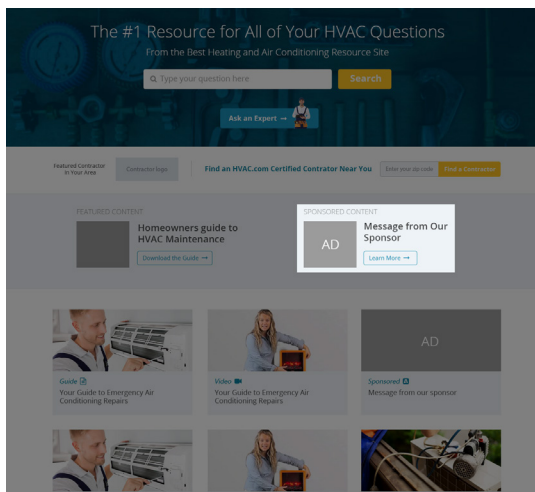 The #1 Resource for All of Your HVAC Questions
From the Best Heating and Air Conditioning Resource Site
Type your question here
Search
Ask an Expert →
Featured Contractor
in Your Area
Contractor logo
Find an HVAC.com Certified Contrator Near You
Enter your zip code
Find a Contractor
FEATURED CONTENT
Homeowners guide to
HVAC Maintenance
Download the Guide →
SPONSORED CONTENT
AD
Message from Our
Sponsor
Learn More →
AD
Guide
Your Guide to Emergency Air
Conditioning Repairs
Video
Your Guide to Emergency Air
Conditioning Repairs
Sponsored
Message from our sponsor